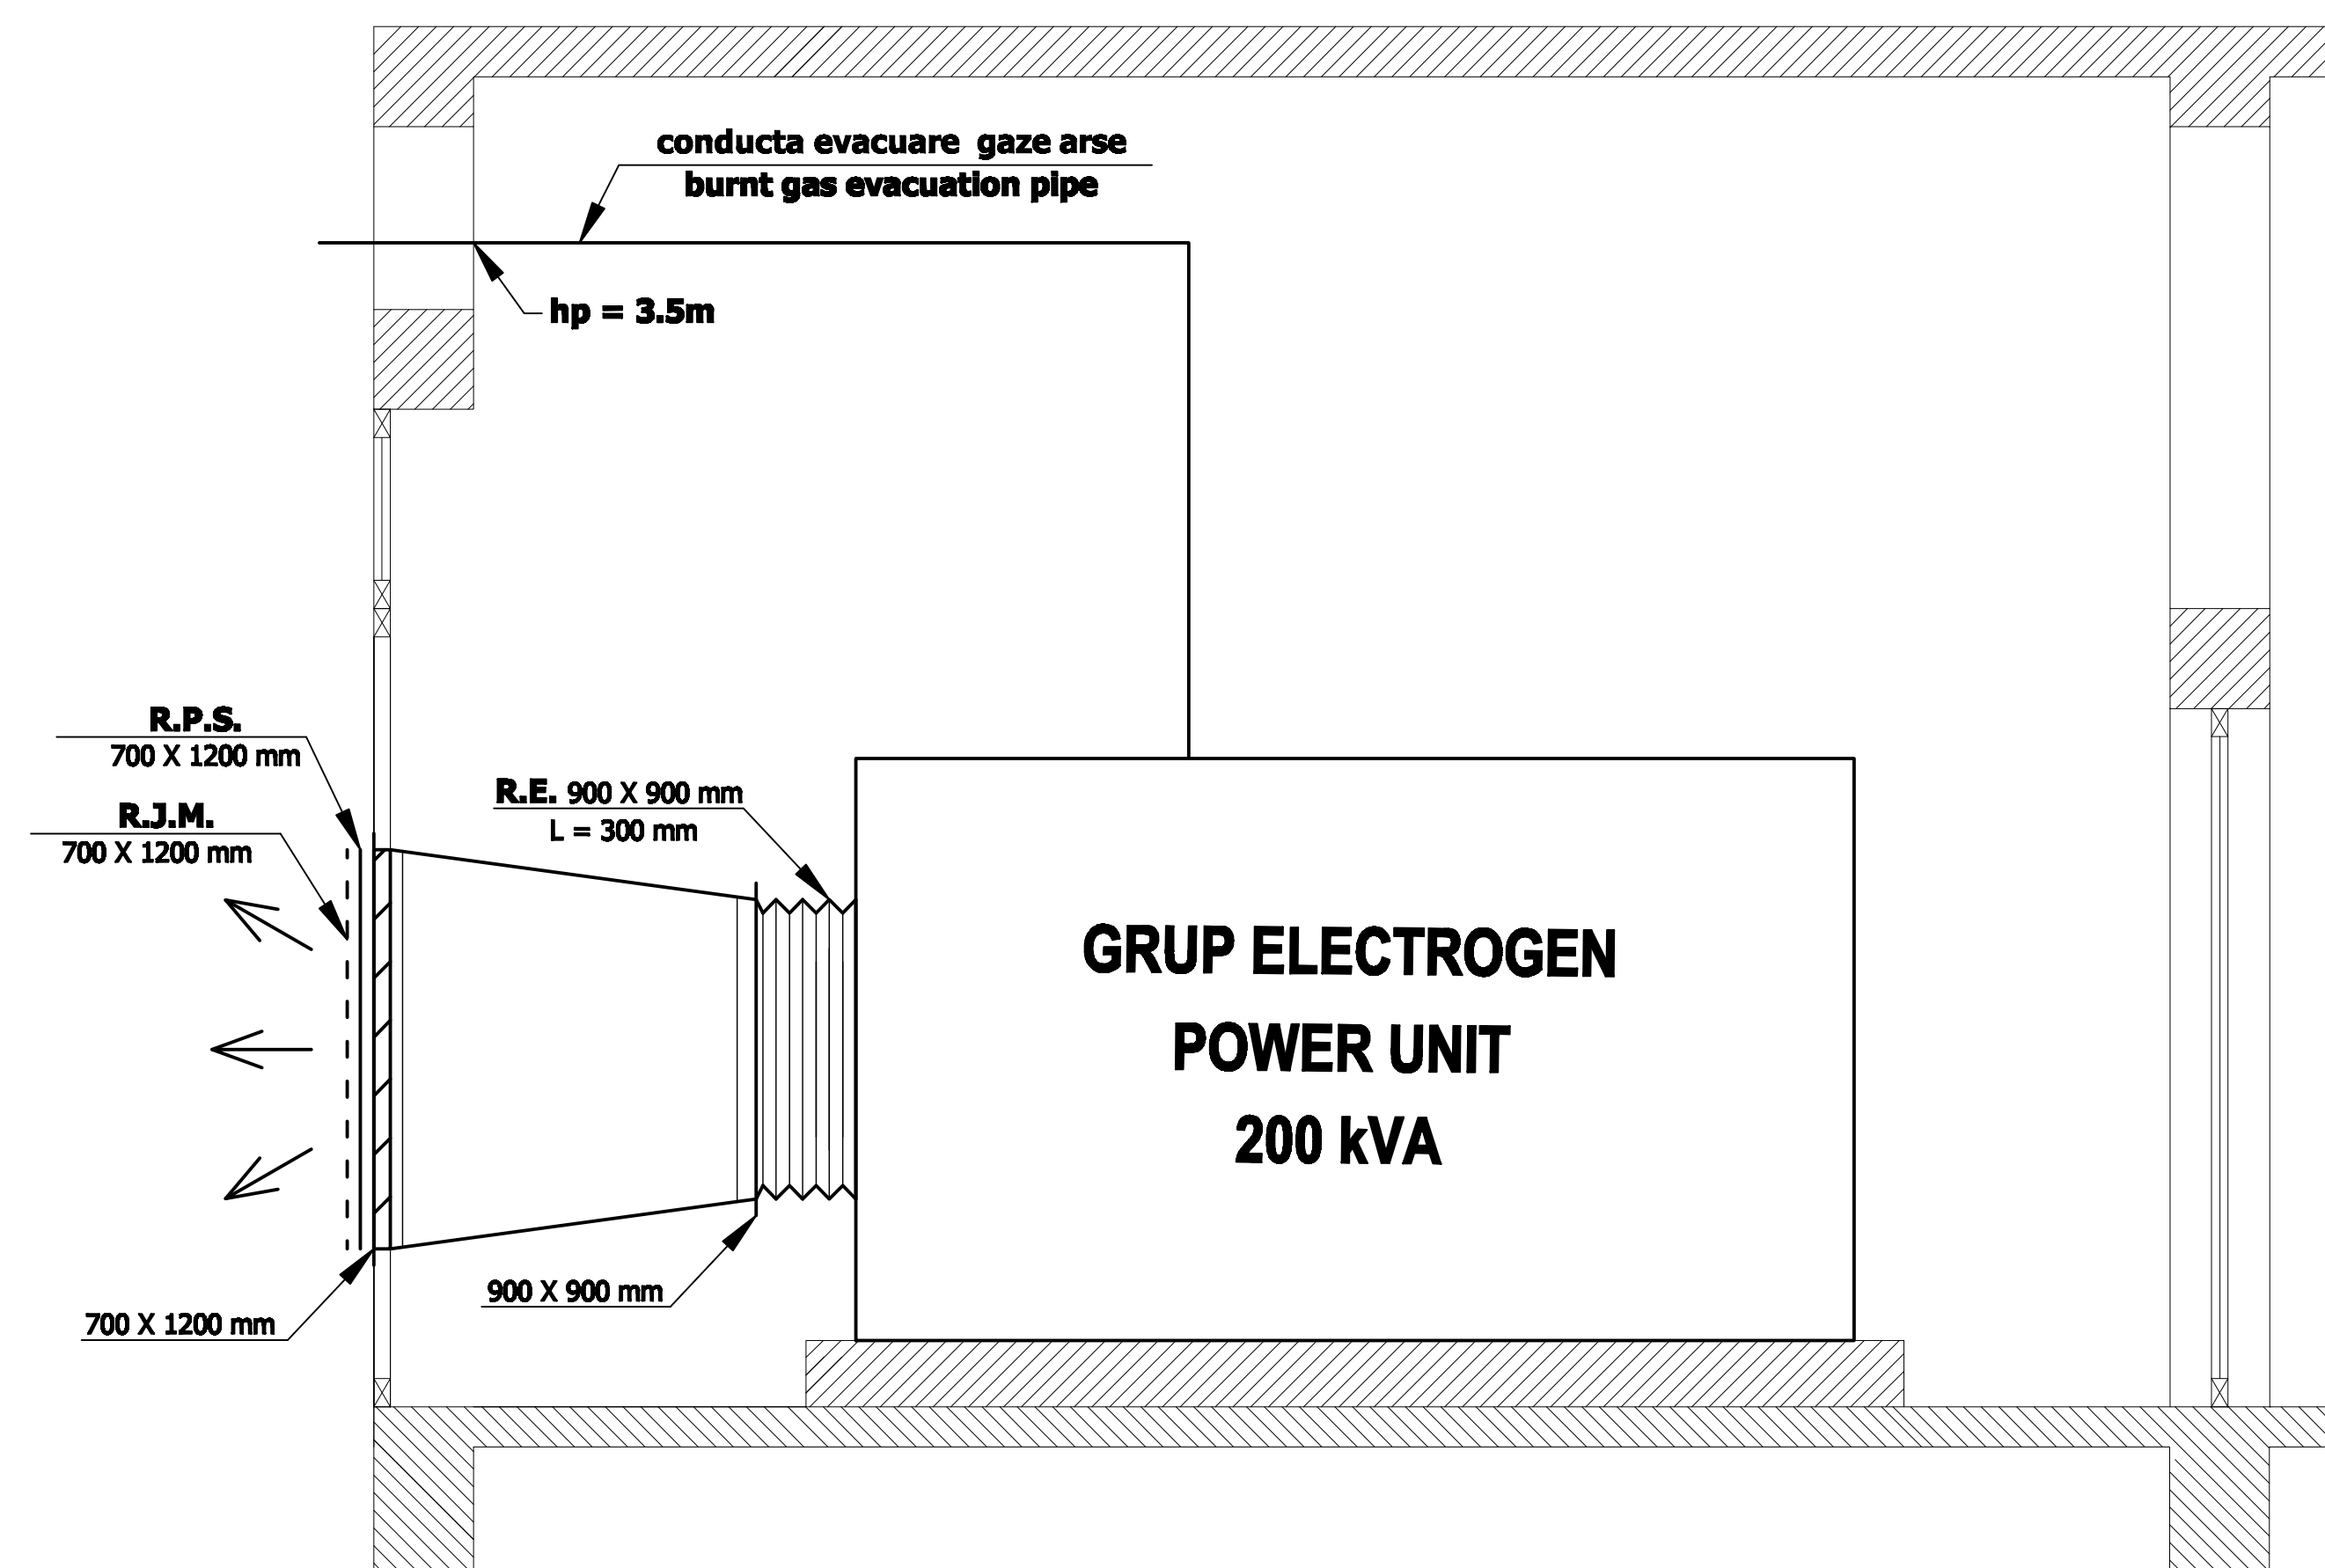 conducta evacuare gaze arse
burnt gas evacuation pipe
hp = 3.5m
R.P.S.
700 X 1200 mm
R.J.M.
700 X 1200 mm
R.E. 900 X 900 mm
L = 300 mm
GRUP ELECTROGEN
POWER UNIT
200 kVA
900 X 900 mm
700 X 1200 mm